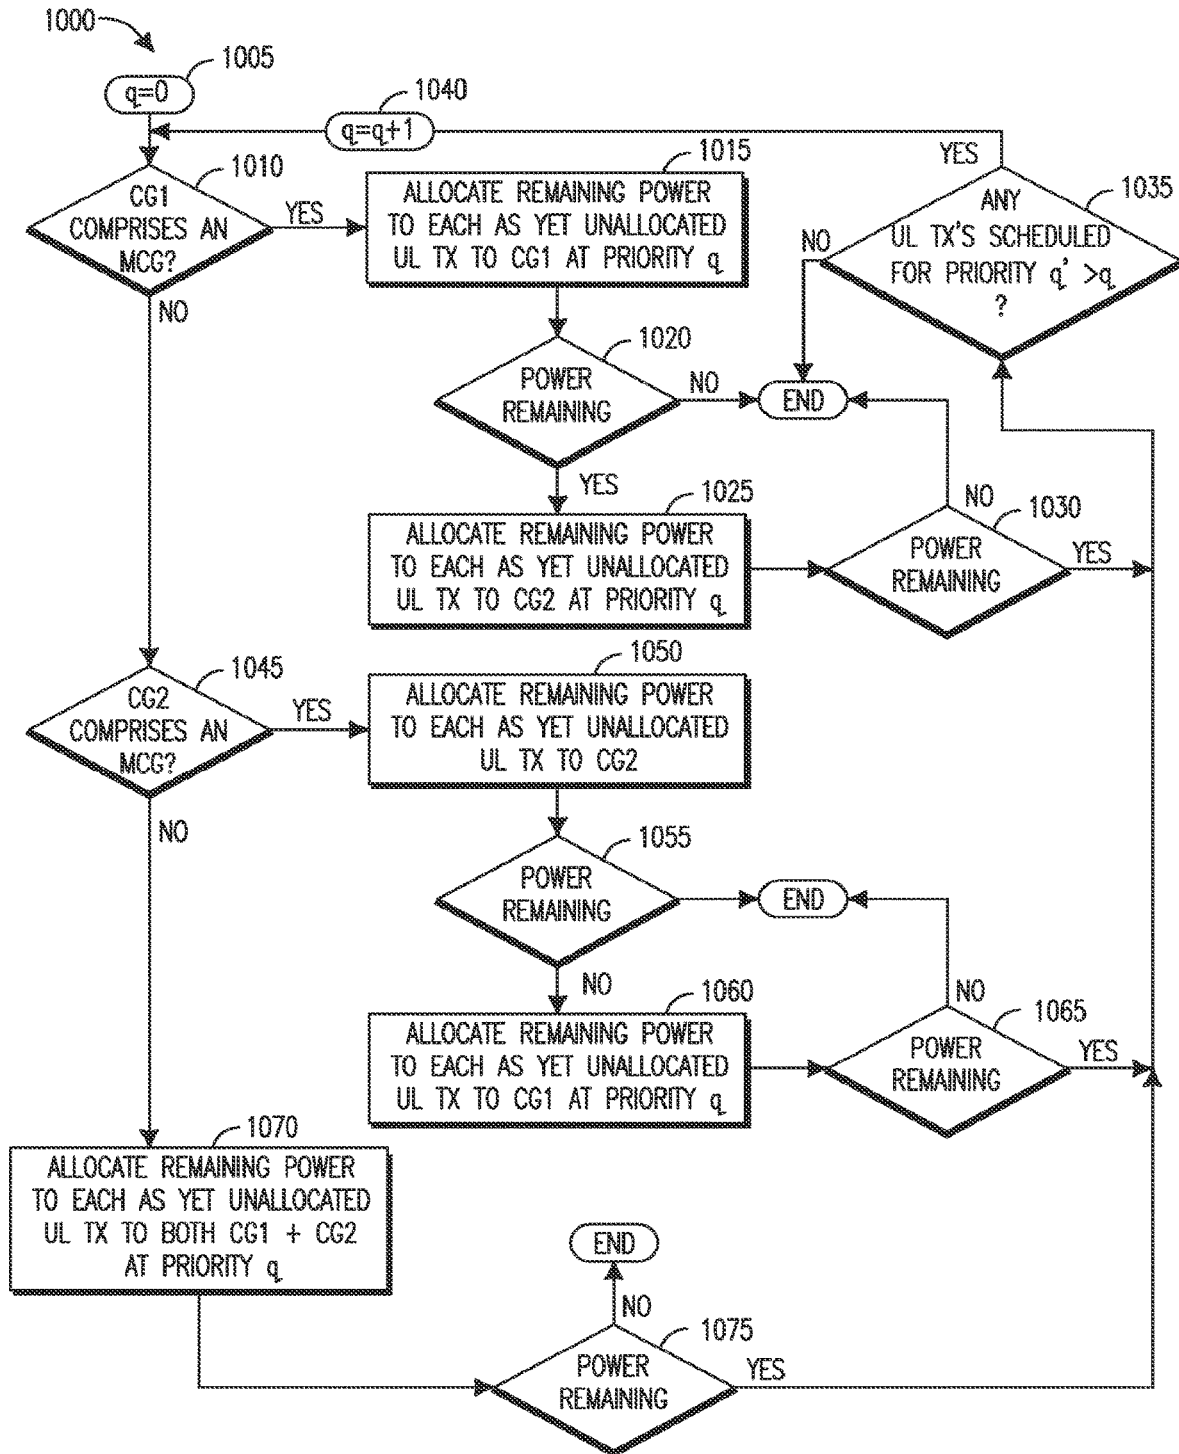 1000
1005
q=0
1040
q=q+1
YES
1010
CG1
COMPRISES AN
MCG?
YES
NO
1015
ALLOCATE REMAINING POWER
TO EACH AS YET UNALLOCATED
UL TX TO CG1 AT PRIORITY q
1035
ANY
UL TX'S SCHEDULED
FOR PRIORITY q' >q
?
NO
1020
POWER
REMAINING
NO
END
YES
1025
ALLOCATE REMAINING POWER
TO EACH AS YET UNALLOCATED
UL TX TO CG2 AT PRIORITY q
NO
1030
POWER
REMAINING
YES
1045
CG2
COMPRISES AN
MCG?
YES
NO
1050
ALLOCATE REMAINING POWER
TO EACH AS YET UNALLOCATED
UL TX TO CG2
1055
POWER
REMAINING
END
NO
1060
ALLOCATE REMAINING POWER
TO EACH AS YET UNALLOCATED
UL TX TO CG1 AT PRIORITY q
NO
1065
POWER
REMAINING
YES
1070
ALLOCATE REMAINING POWER
TO EACH AS YET UNALLOCATED
UL TX TO BOTH CG1 + CG2
AT PRIORITY q
END
NO
1075
POWER
REMAINING
YES